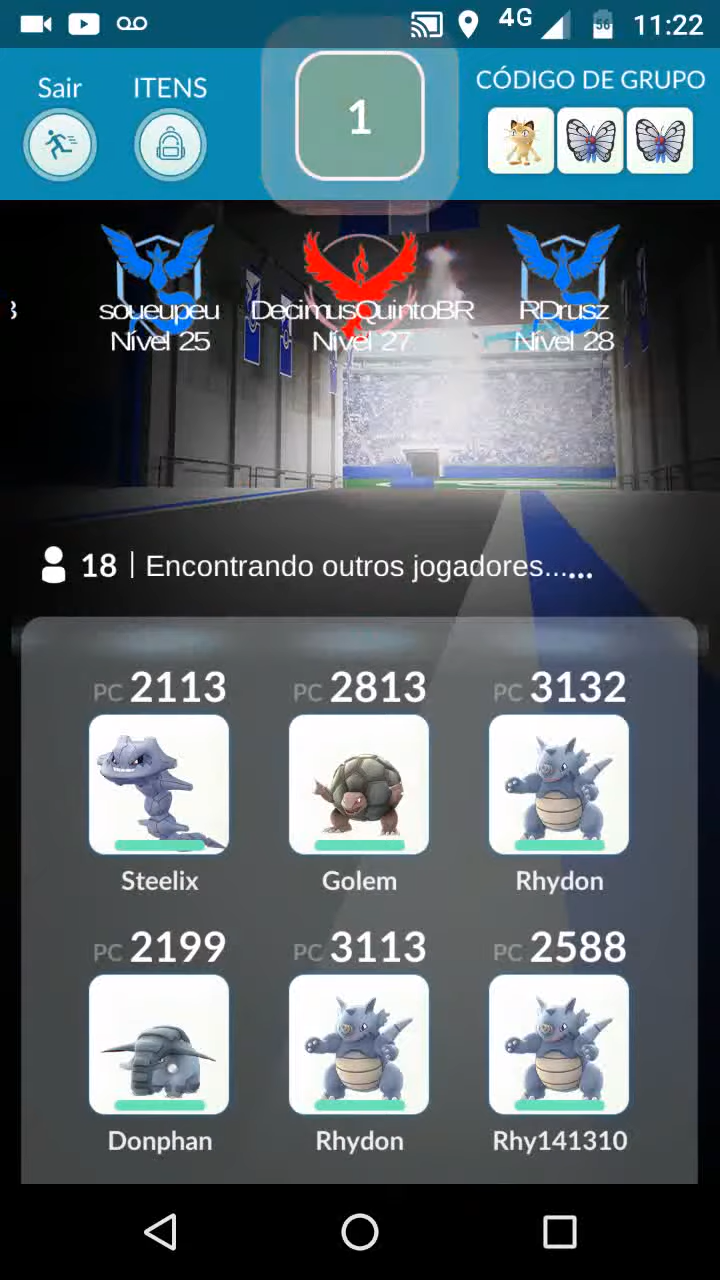 4G 56 11:22
Sair ITENS 1 CÓDIGO DE GRUPO
soueupeu DecimusQuintoBR RDrusz
Nível 25 Nível 27 Nível 28
18 | Encontrando outros jogadores......
PC 2113 PC 2813 PC 3132
Steelix Golem Rhydon
PC 2199 PC 3113 PC 2588
Donphan Rhydon Rhy141310